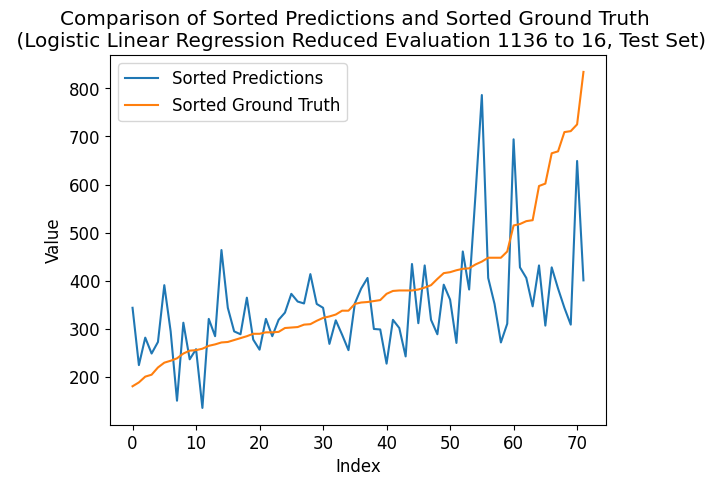 Comparison of Sorted Predictions and Sorted Ground Truth
(Logistic Linear Regression Reduced Evaluation 1136 to 16, Test Set)
Sorted Predictions
Sorted Ground Truth
800
700
600
500
400
300
200
Value
0 10 20 30 40 50 60 70
Index